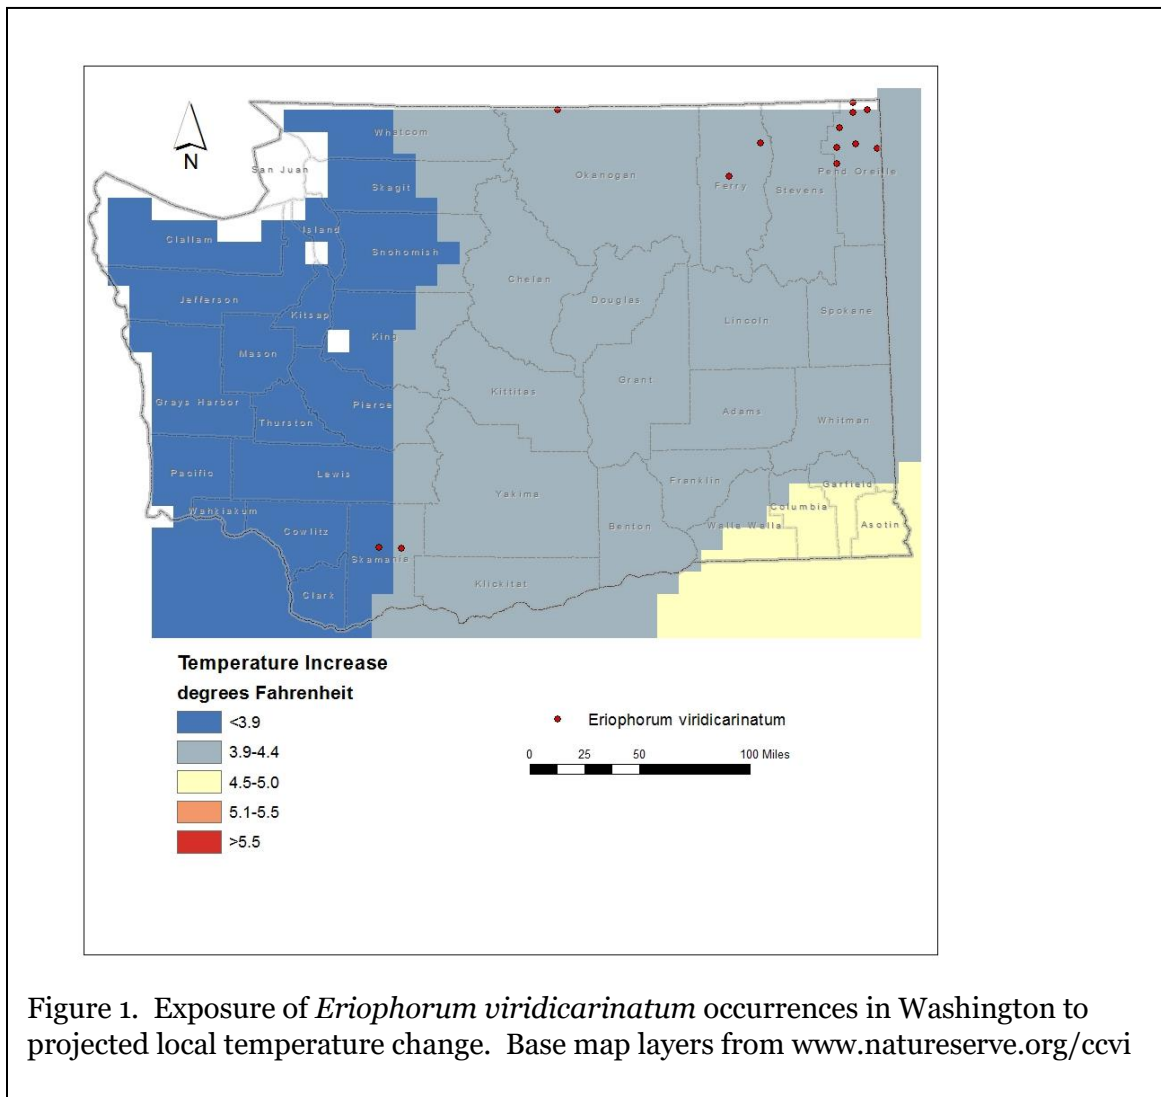 N
Whatcom
San Juan
Skagit
Okanogan
Ferry
Stevens
Pend Oreille
Island
Clallam
Snohomish
Chelan
Jefferson
Kitsap
Douglas
Lincoln
Spokane
King
Mason
Grant
Kittitas
Grays Harbor
Pierce
Adams
Whitman
Thurston
Pacific
Lewis
Yakima
Franklin
Garfield
Wahkiakum
Columbia
Cowlitz
Benton
Walla Walla
Asotin
Skamania
Klickitat
Clark
Temperature Increase
degrees Fahrenheit
<3.9
3.9-4.4
4.5-5.0
5.1-5.5
>5.5
Eriophorum viridicarinatum
0 25 50 100 Miles
Figure 1. Exposure of Eriophorum viridicarinatum occurrences in Washington to
projected local temperature change. Base map layers from www.natureserve.org/ccvi